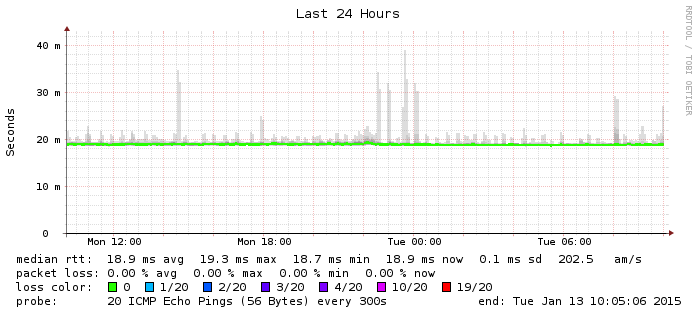 Last 24 Hours
RRDTOOL / TOBI OETIKER
Seconds
40 m
30 m
20 m
10 m
0
Mon 12:00 Mon 18:00 Tue 00:00 Tue 06:00
median rtt: 18.9 ms avg 19.3 ms max 18.7 ms min 18.9 ms now 0.1 ms sd 202.5 am/s
packet loss: 0.00 % avg 0.00 % max 0.00 % min 0.00 % now
loss color: 0 1/20 2/20 3/20 4/20 10/20 19/20
probe: 20 ICMP Echo Pings (56 Bytes) every 300s end: Tue Jan 13 10:05:06 2015